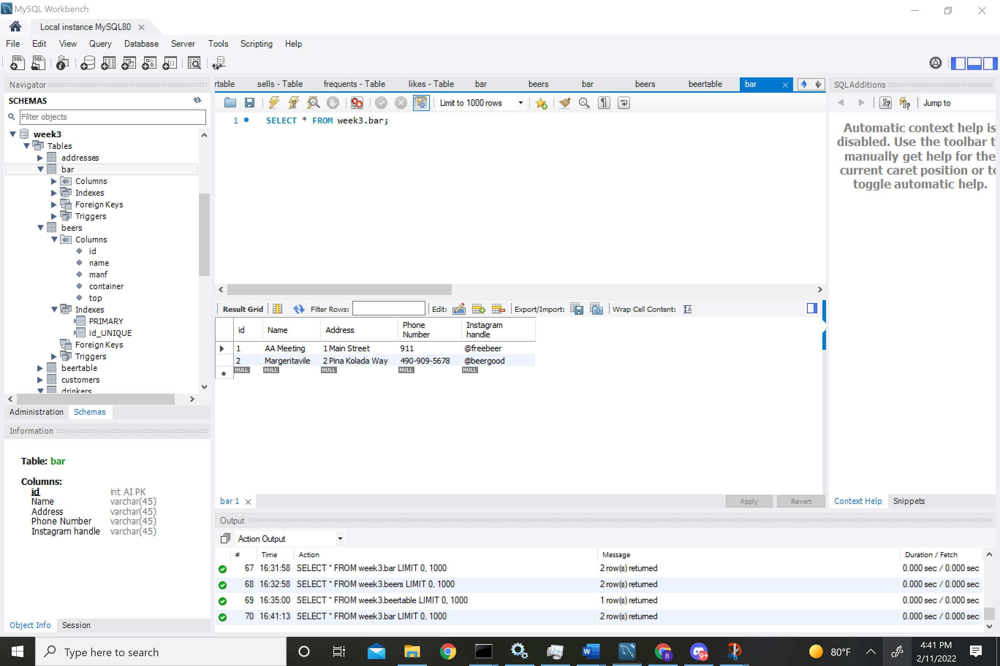 MySQL Workbench
Local instance MySQL80
File Edit View Query Database Server Tools Scripting Help
Navigator
SCHEMAS
Filter objects
week3
Tables
addresses
bar
Columns
Indexes
Foreign Keys
Triggers
beers
Columns
id
name
manf
container
top
Indexes
PRIMARY
id_UNIQUE
Foreign Keys
Triggers
beertable
customers
drinkers
Administration Schemas
Information
Table: bar
Columns:
id int AI PK
Name varchar(45)
Address varchar(45)
Phone Number varchar(45)
Instagram handle varchar(45)
Object Info Session
rtable sells - Table frequents - Table likes - Table bar beers bar beers beertable bar
Limit to 1000 rows
1 SELECT * FROM week3.bar;
Result Grid Filter Rows: Edit: Export/Import: Wrap Cell Content:
id Name Address Phone Number Instagram handle
1 AA Meeting 1 Main Street 911 @freebeer
2 Margeritavile 2 Pina Kolada Way 490-909-5678 @beergood
NULL NULL NULL NULL NULL
bar 1 Apply Revert
SQLAdditions
Jump to
Automatic context help is
disabled. Use the toolbar t
manually get help for the
current caret position or to
toggle automatic help.
Context Help Snippets
Output
Action Output
# Time Action Message Duration / Fetch
67 16:31:58 SELECT * FROM week3.bar LIMIT 0, 1000 2 row(s) returned 0.000 sec / 0.000 sec
68 16:32:58 SELECT * FROM week3.beers LIMIT 0, 1000 2 row(s) returned 0.000 sec / 0.000 sec
69 16:35:00 SELECT * FROM week3.beertable LIMIT 0, 1000 1 row(s) returned 0.000 sec / 0.000 sec
70 16:41:13 SELECT * FROM week3.bar LIMIT 0, 1000 2 row(s) returned 0.000 sec / 0.000 sec
Type here to search
W
B
9+
80°F
4:41 PM
2/11/2022